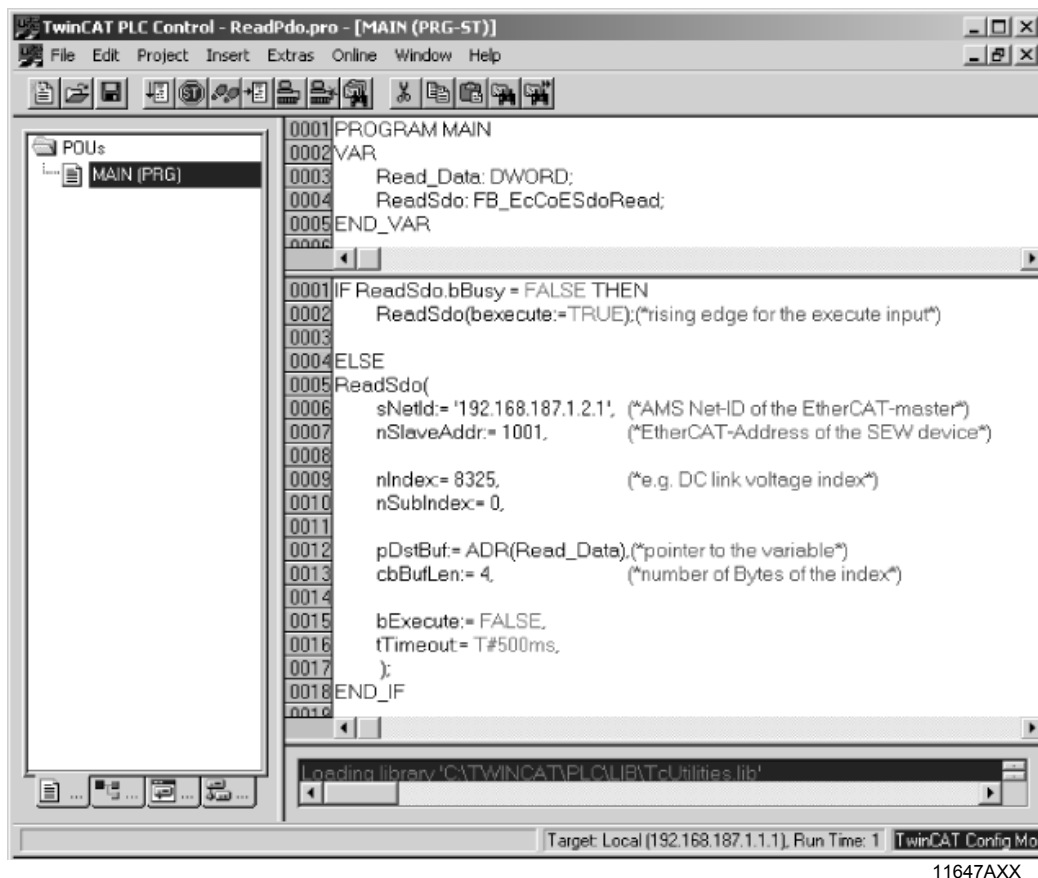 TwinCAT PLC Control - ReadPdo.pro - [MAIN (PRG-ST)]
File Edit Project Insert Extras Online Window Help
POUs
MAIN (PRG)
0001 PROGRAM MAIN
0002 VAR
0003 Read_Data: DWORD;
0004 ReadSdo: FB_EcCoESdoRead;
0005 END_VAR
0006
0001 IF ReadSdo.bBusy = FALSE THEN
0002 ReadSdo(bexecute:=TRUE);(*rising edge for the execute input*)
0003
0004 ELSE
0005 ReadSdo(
0006 sNetId:= '192.168.187.1.2.1', (*AMS Net-ID of the EtherCAT-master*)
0007 nSlaveAddr:= 1001, (*EtherCAT-Address of the SEW device*)
0008
0009 nIndex:= 8325, (*e.g. DC link voltage index*)
0010 nSubIndex:= 0,
0011
0012 pDstBuf:= ADR(Read_Data),(*pointer to the variable*)
0013 cbBufLen:= 4, (*number of Bytes of the index*)
0014
0015 bExecute:= FALSE,
0016 tTimeout:= T#500ms,
0017 );
0018 END_IF
0019
Loading library 'C:\TWINCAT\PLC\LIB\TcUtilities.lib'
... ... ... ...
Target: Local (192.168.187.1.1.1), Run Time: 1 TwinCAT Config Mo
11647AXX